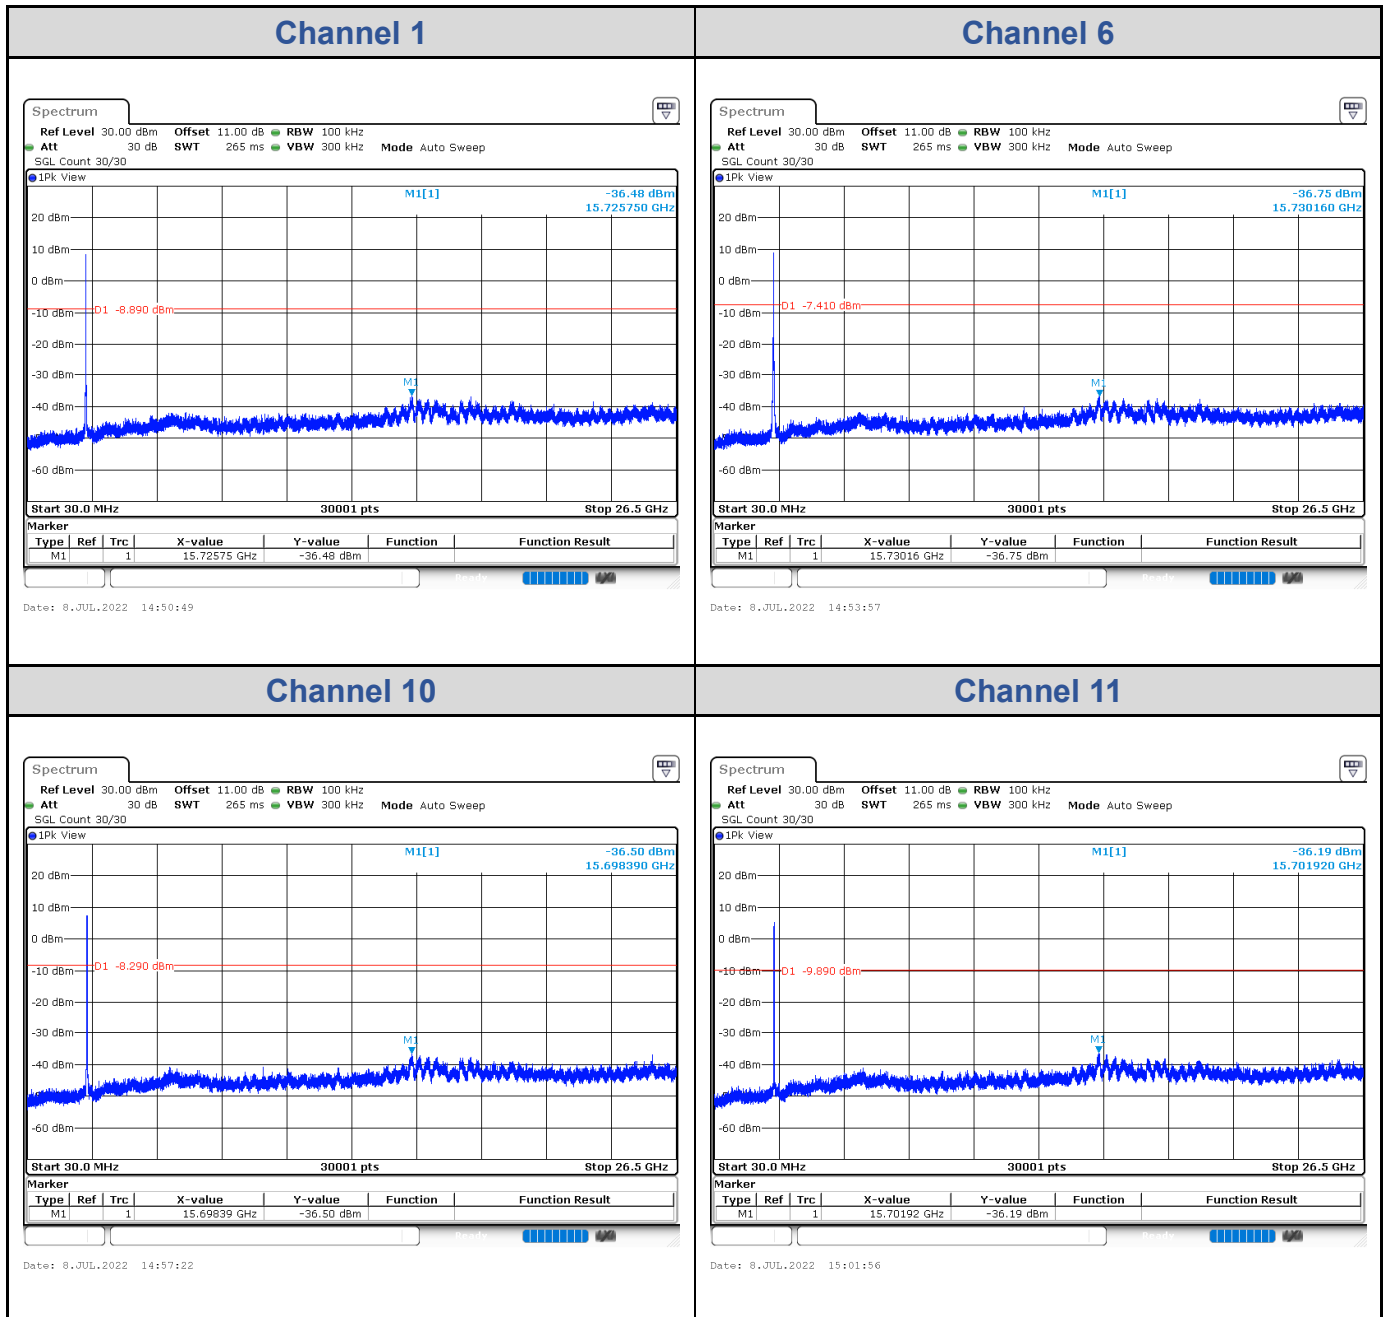 Channel 1
Spectrum
Ref Level 30.00 dBm Offset 11.00 dB RBW 100 kHz
Att 30 dB SWT 265 ms VBW 300 kHz Mode Auto Sweep
SGL Count 30/30
1Pk View
M1[1] -36.48 dBm
15.725750 GHz
20 dBm
10 dBm
0 dBm
D1 -8.890 dBm
-10 dBm
-20 dBm
-30 dBm
M1
-40 dBm
-60 dBm
Start 30.0 MHz 30001 pts Stop 26.5 GHz
Marker
Type Ref Trc X-value Y-value Function Function Result
M1 1 15.72575 GHz -36.48 dBm
Ready
Date: 8.JUL.2022 14:50:49
Channel 6
Spectrum
Ref Level 30.00 dBm Offset 11.00 dB RBW 100 kHz
Att 30 dB SWT 265 ms VBW 300 kHz Mode Auto Sweep
SGL Count 30/30
1Pk View
M1[1] -36.75 dBm
15.730160 GHz
20 dBm
10 dBm
0 dBm
D1 -7.410 dBm
-10 dBm
-20 dBm
-30 dBm
M1
-40 dBm
-60 dBm
Start 30.0 MHz 30001 pts Stop 26.5 GHz
Marker
Type Ref Trc X-value Y-value Function Function Result
M1 1 15.73016 GHz -36.75 dBm
Ready
Date: 8.JUL.2022 14:53:57
Channel 10
Spectrum
Ref Level 30.00 dBm Offset 11.00 dB RBW 100 kHz
Att 30 dB SWT 265 ms VBW 300 kHz Mode Auto Sweep
SGL Count 30/30
1Pk View
M1[1] -36.50 dBm
15.698390 GHz
20 dBm
10 dBm
0 dBm
D1 -8.290 dBm
-10 dBm
-20 dBm
-30 dBm
M1
-40 dBm
-60 dBm
Start 30.0 MHz 30001 pts Stop 26.5 GHz
Marker
Type Ref Trc X-value Y-value Function Function Result
M1 1 15.69839 GHz -36.50 dBm
Ready
Date: 8.JUL.2022 14:57:22
Channel 11
Spectrum
Ref Level 30.00 dBm Offset 11.00 dB RBW 100 kHz
Att 30 dB SWT 265 ms VBW 300 kHz Mode Auto Sweep
SGL Count 30/30
1Pk View
M1[1] -36.19 dBm
15.701920 GHz
20 dBm
10 dBm
0 dBm
-10 dBm D1 -9.890 dBm
-20 dBm
-30 dBm
M1
-40 dBm
-60 dBm
Start 30.0 MHz 30001 pts Stop 26.5 GHz
Marker
Type Ref Trc X-value Y-value Function Function Result
M1 1 15.70192 GHz -36.19 dBm
Ready
Date: 8.JUL.2022 15:01:56